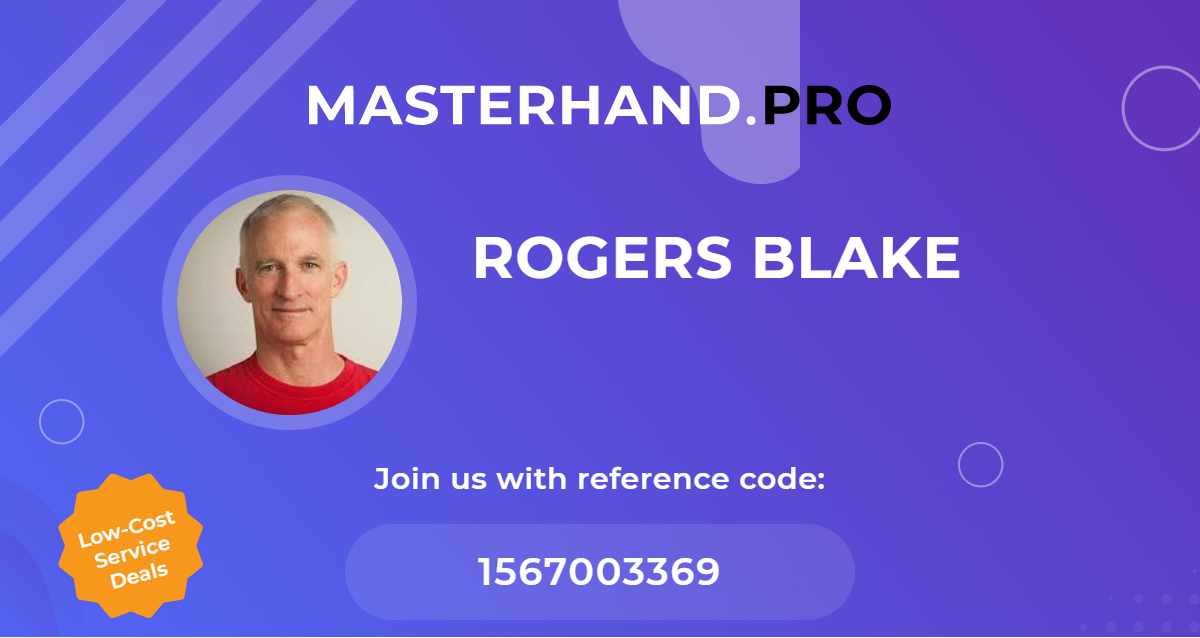 MASTERHAND.PRO
ROGERS BLAKE
Join us with reference code:
1567003369
Low-Cost
Service
Deals